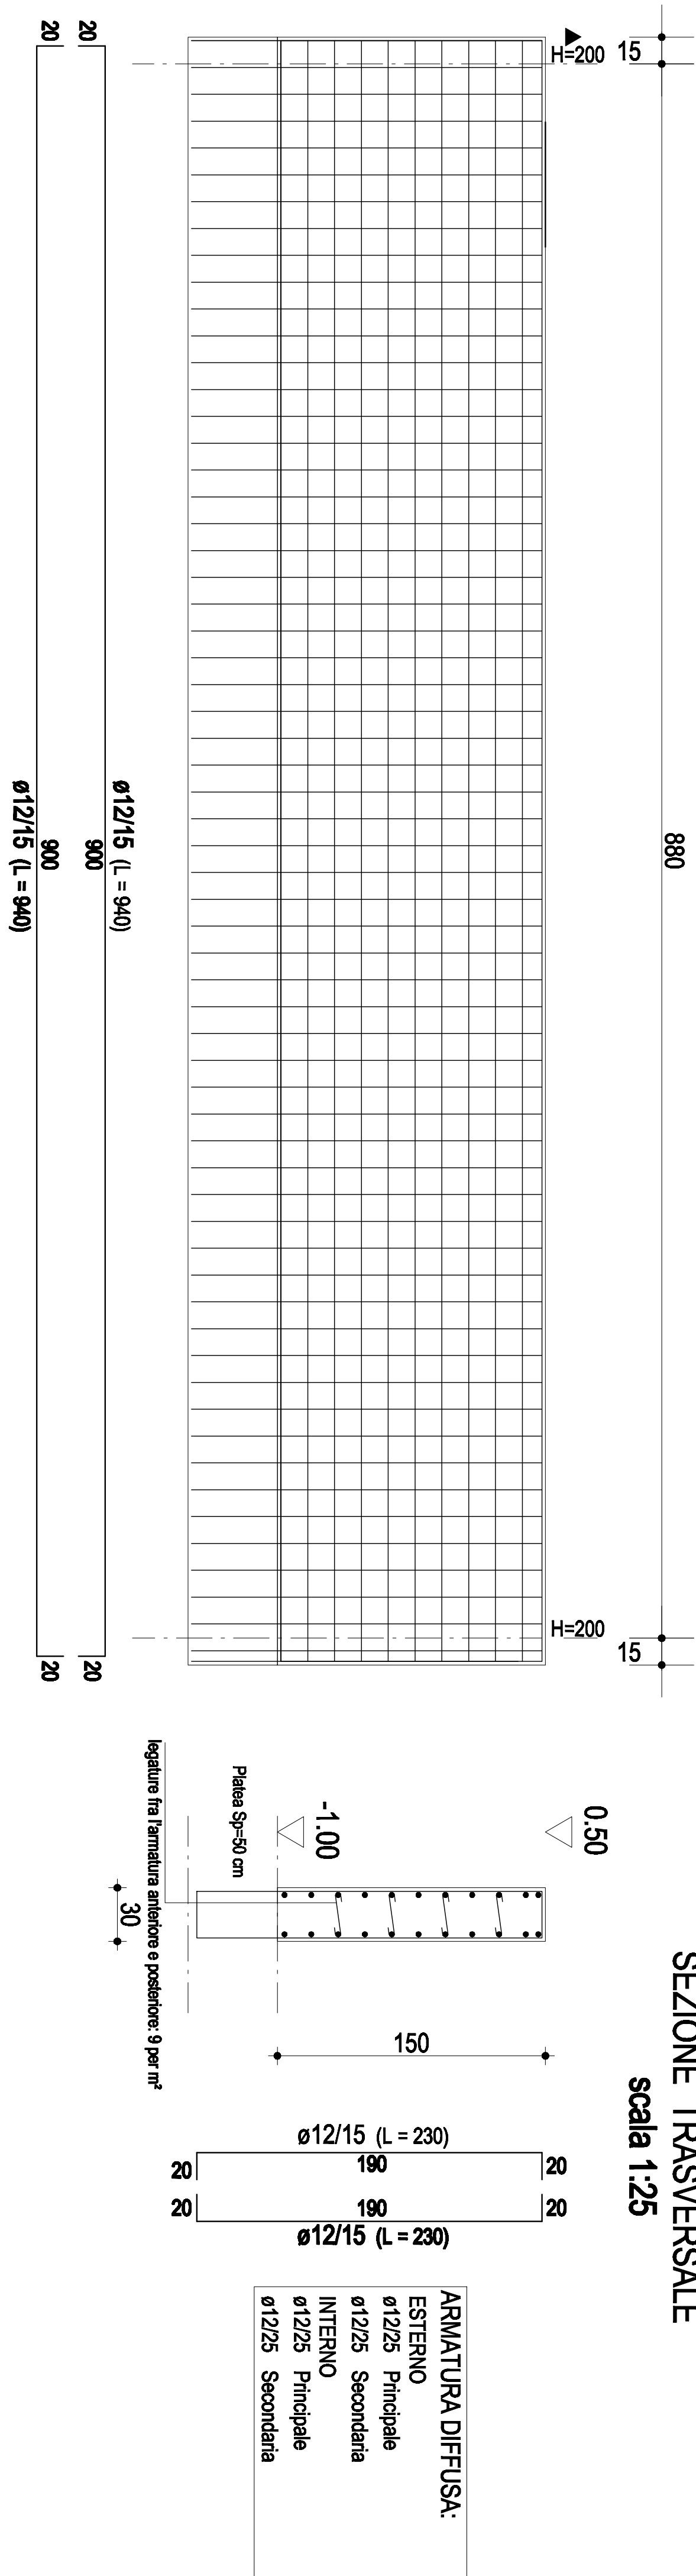 15
880
15
H=200
H=200
ø12/15 (L = 940)
20
900
20
20
900
20
ø12/15 (L = 940)
SEZIONE TRASVERSALE
scala 1:25
0.50
-1.00
Platea Sp=50 cm
30
legature fra l'armatura anteriore e posteriore: 9 per m²
150
20
190
20
ø12/15 (L = 230)
20
190
20
ø12/15 (L = 230)
ARMATURA DIFFUSA:
ESTERNO
ø12/25 Principale
ø12/25 Secondaria
INTERNO
ø12/25 Principale
ø12/25 Secondaria